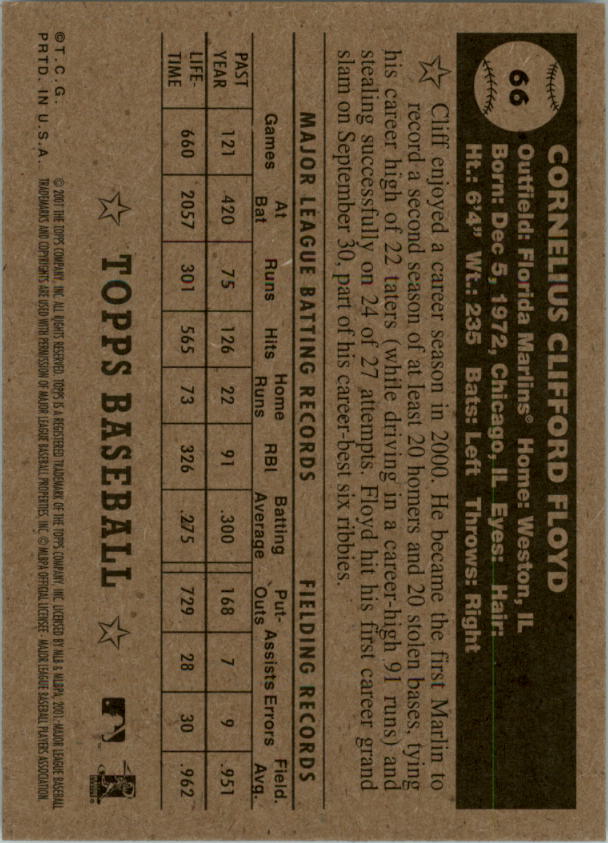 66
CORNELIUS CLIFFORD FLOYD
Outfield: Florida Marlins® Home: Weston, IL
Born: Dec 5, 1972, Chicago, IL Eyes: Hair:
Ht.: 6'4" Wt.: 235 Bats: Left Throws: Right
Cliff enjoyed a career season in 2000. He became the first Marlin to
record a second season of at least 20 homers and 20 stolen bases, tying
his career high of 22 taters (while driving in a career-high 91 runs) and
stealing successfully on 24 of 27 attempts. Floyd hit his first career grand
slam on September 30, part of his career-best six ribbies.
MAJOR LEAGUE BATTING RECORDS FIELDING RECORDS
Games At Bat Runs Hits Home Runs RBI Batting Average Put-Outs Assists Errors Field. Avg.
PAST YEAR 121 420 75 126 22 91 .300 168 7 9 .951
LIFE-TIME 660 2057 301 565 73 326 .275 729 28 30 .962
TOPPS BASEBALL
©T.C.G. © 2001 THE TOPPS COMPANY, INC. ALL RIGHTS RESERVED. TOPPS IS A REGISTERED TRADEMARK OF THE TOPPS COMPANY, INC. LICENSED BY MLB & MLBPA, 2001. MAJOR LEAGUE BASEBALL
PRTD. IN U.S.A. TRADEMARKS AND COPYRIGHTS ARE USED WITH PERMISSION OF MAJOR LEAGUE BASEBALL PROPERTIES, INC. © MLBPA OFFICIAL LICENSEE - MAJOR LEAGUE BASEBALL PLAYERS ASSOCIATION.